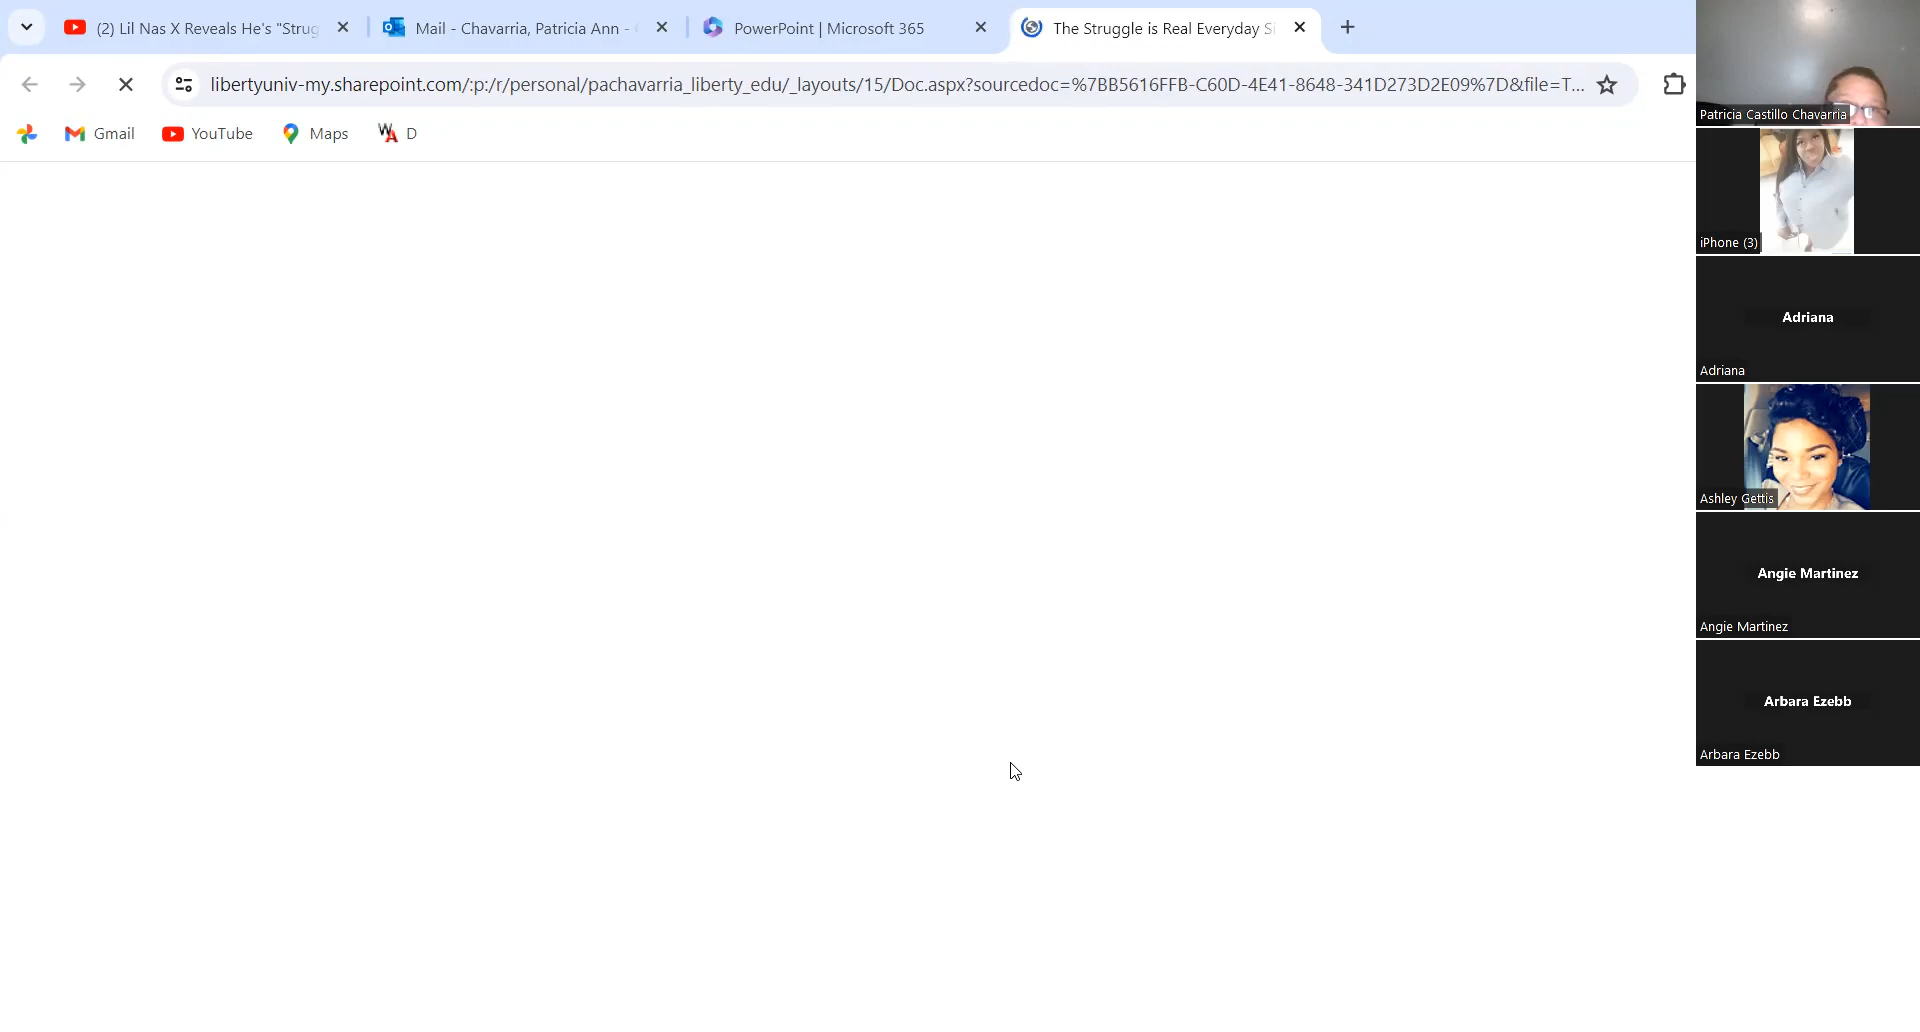 (2) Lil Nas X Reveals He's "Strug
Mail - Chavarria, Patricia Ann -
PowerPoint | Microsoft 365
The Struggle is Real Everyday Si
libertyuniv-my.sharepoint.com/:p:/r/personal/pachavarria_liberty_edu/_layouts/15/Doc.aspx?sourcedoc=%7BB5616FFB-C60D-4E41-8648-341D273D2E09%7D&file=T...
Gmail
YouTube
Maps
D
Patricia Castillo Chavarria
iPhone (3)
Adriana
Adriana
Ashley Gettis
Angie Martinez
Angie Martinez
Arbara Ezebb
Arbara Ezebb